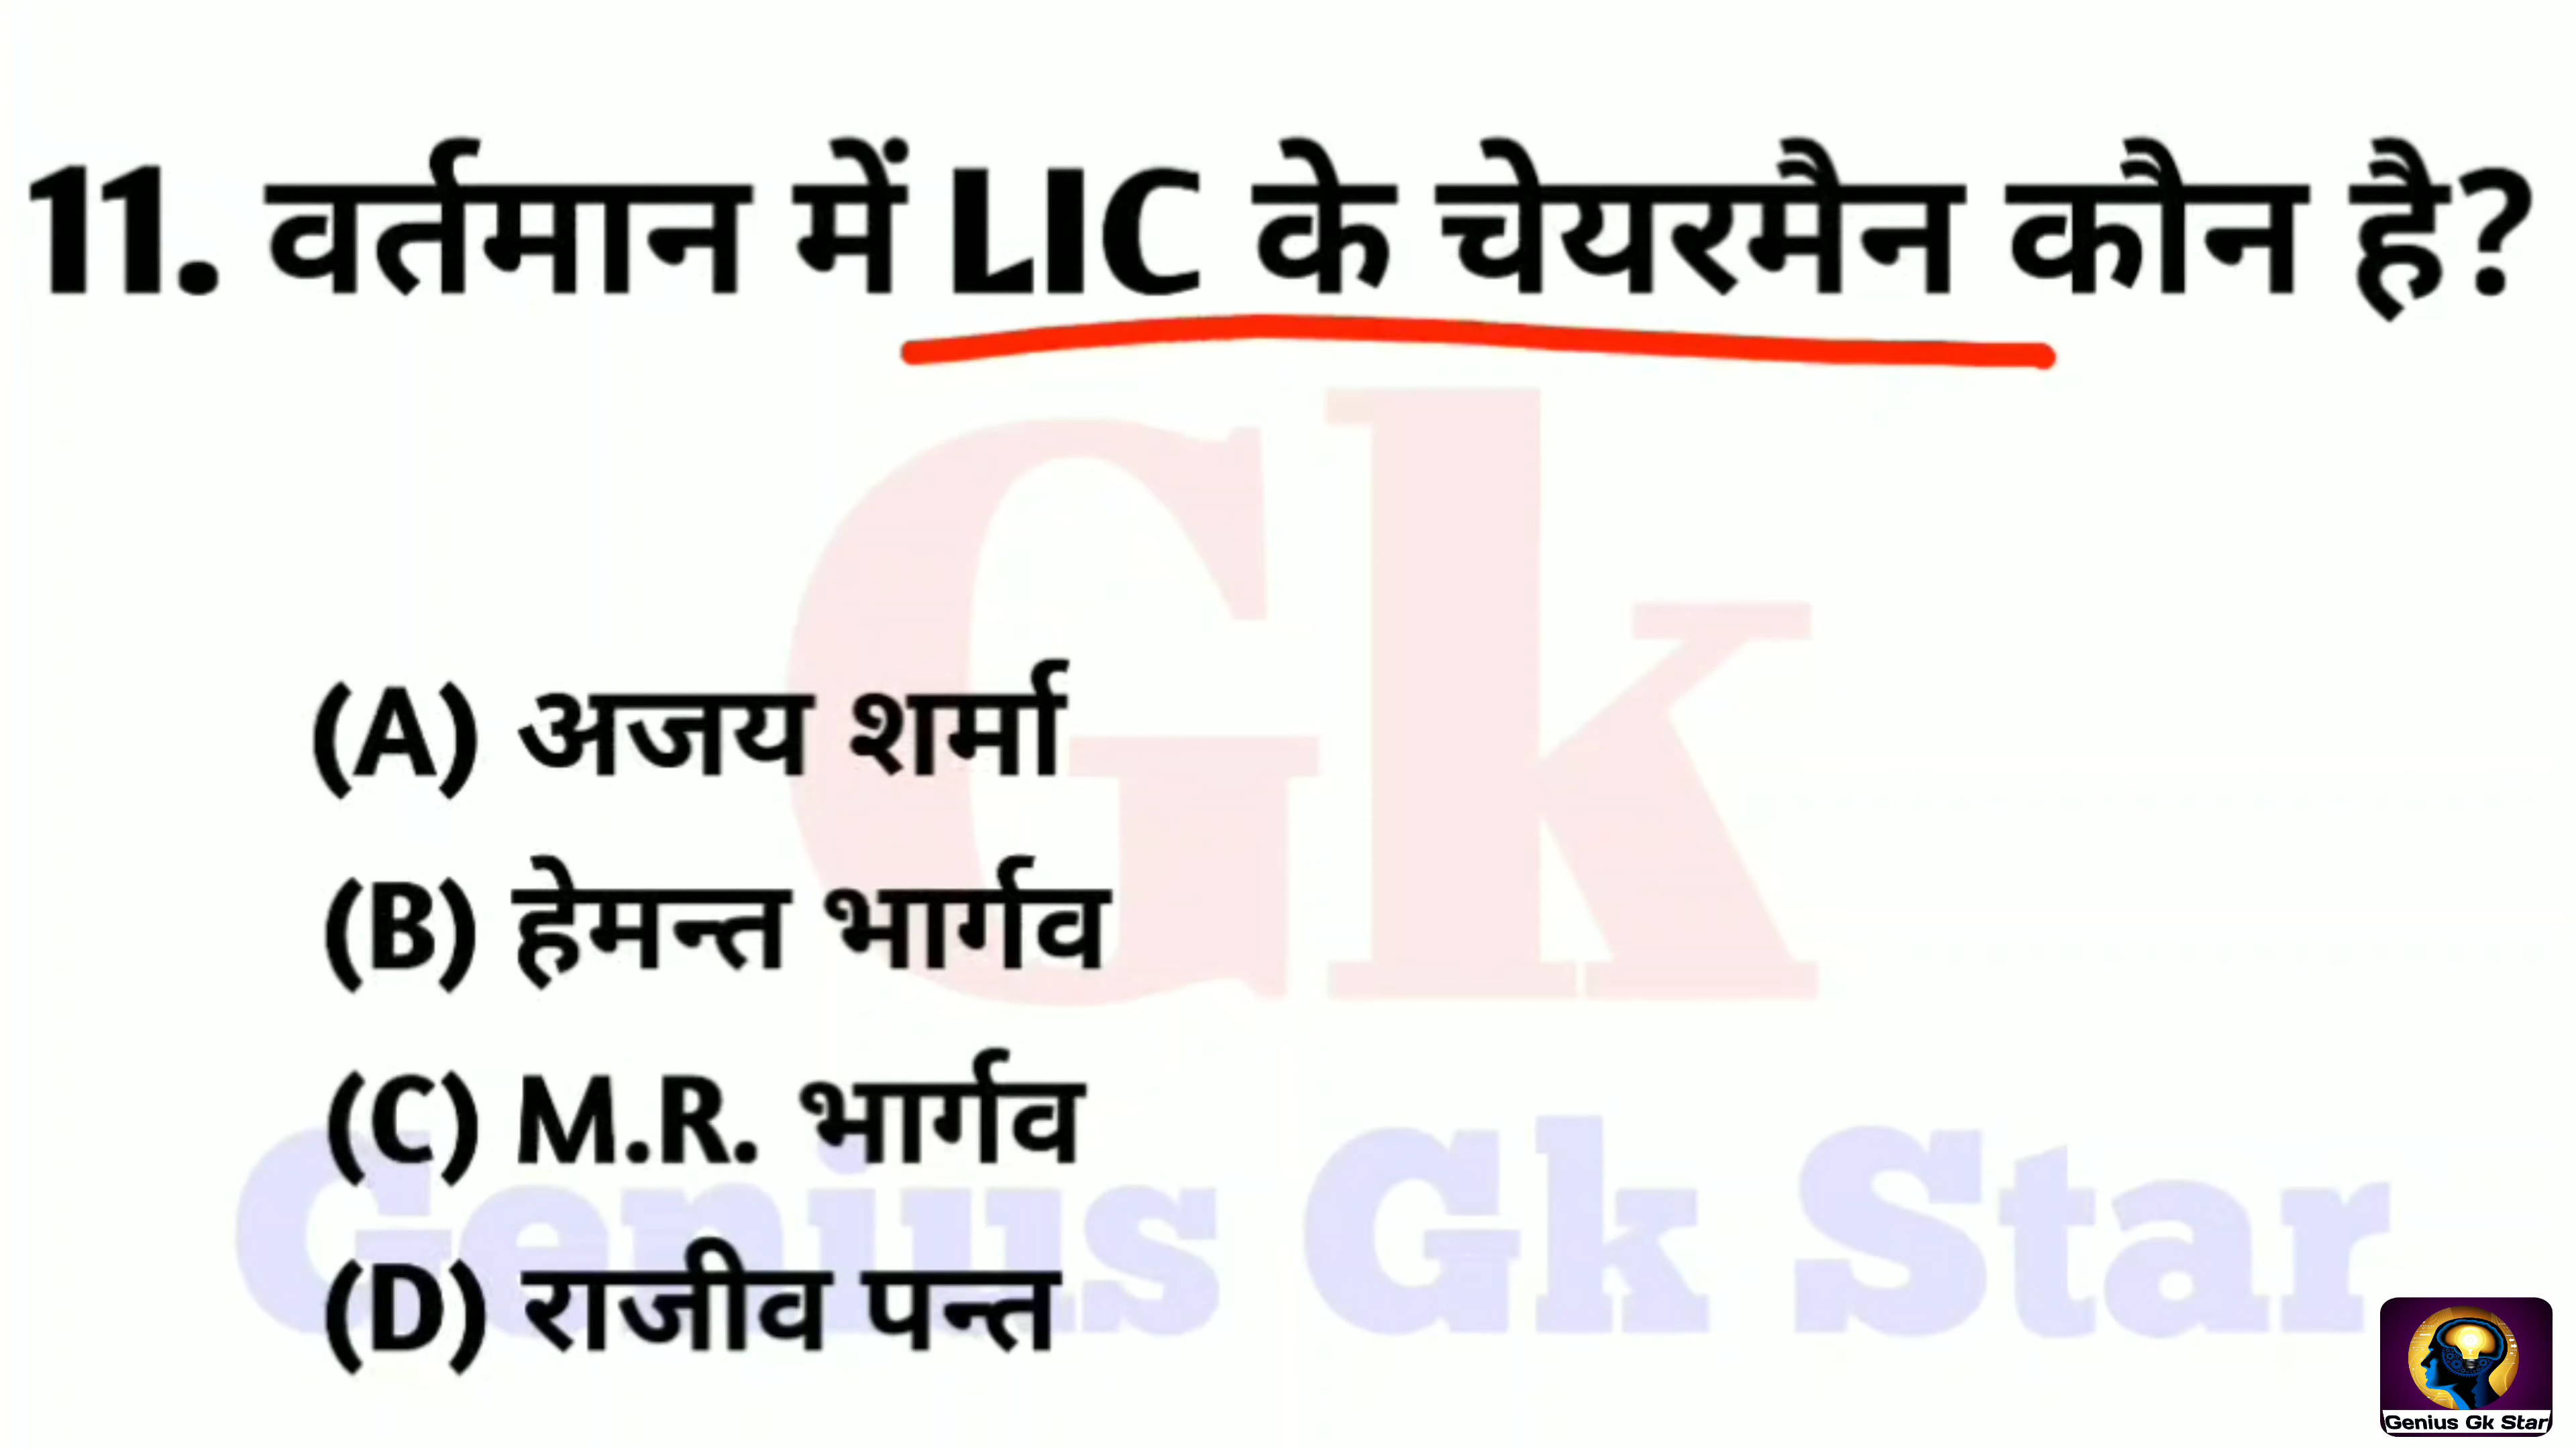 11. वर्तमान में LIC के चेयरमैन कौन है?
(A) अजय शर्मा
(B) हेमन्त भार्गव
(C) M.R. भार्गव
(D) राजीव पन्त
Gk
Genius Gk Star
Genius Gk Star